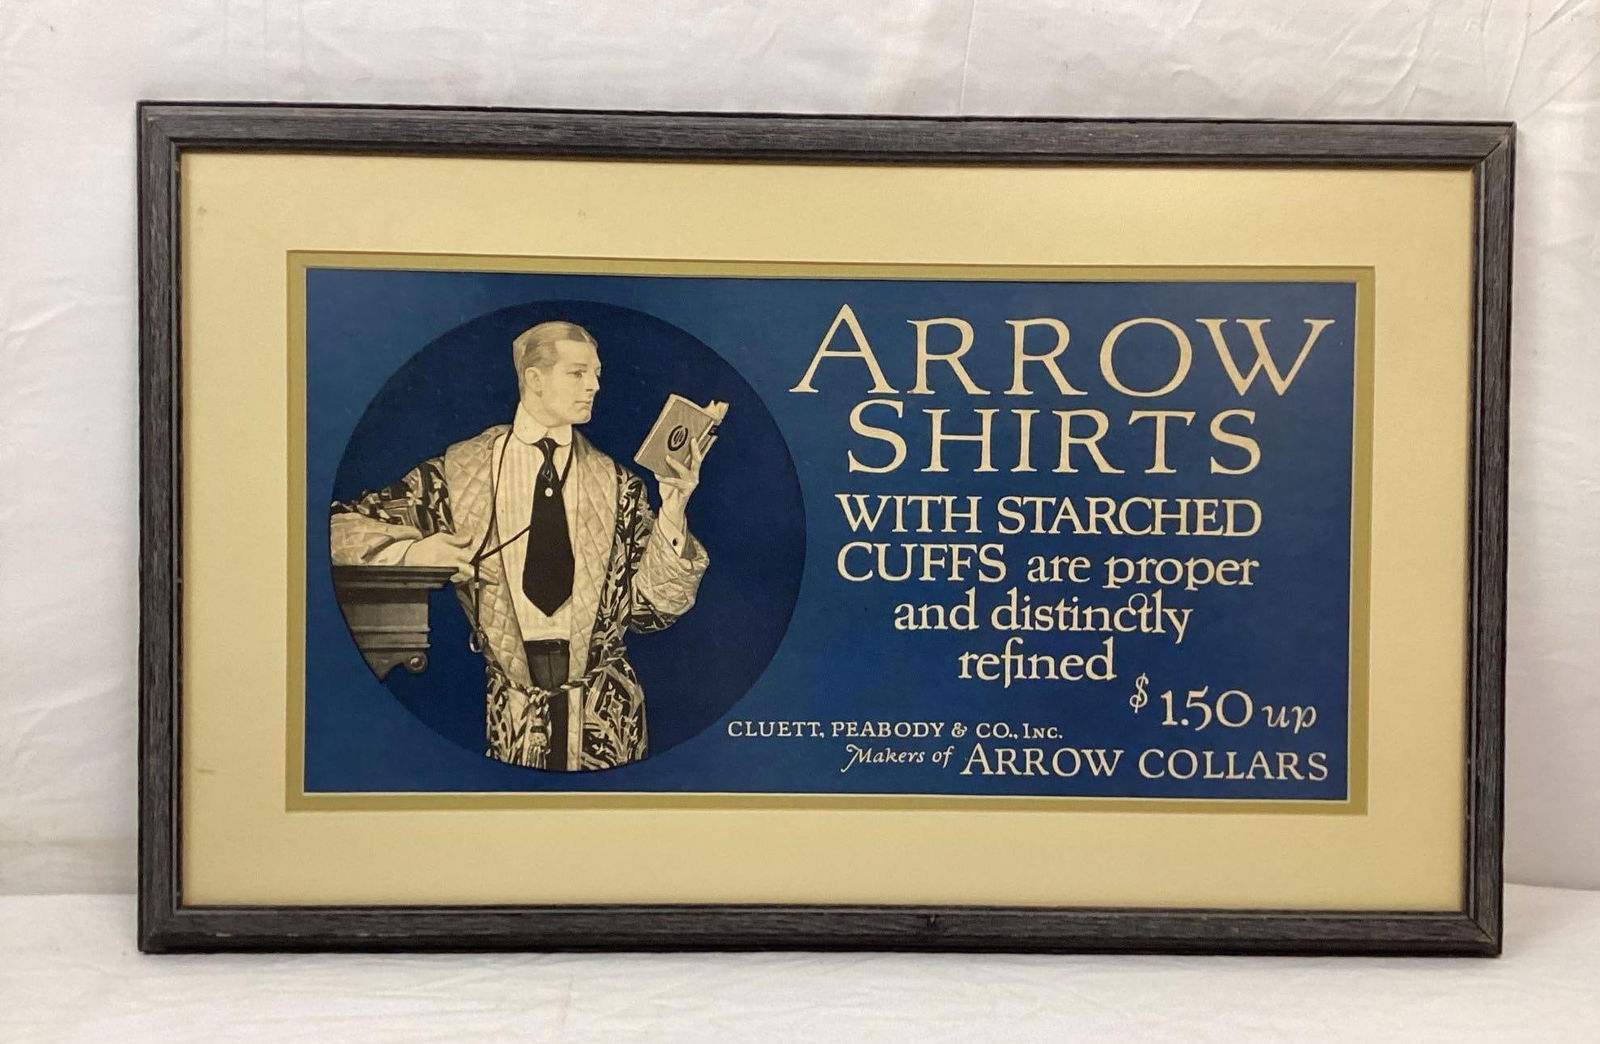 ARROW
SHIRTS
WITH STARCHED
CUFFS are proper
and distinctly
refined
$1.50 up
CLUETT, PEABODY & CO., INC.
Makers of ARROW COLLARS